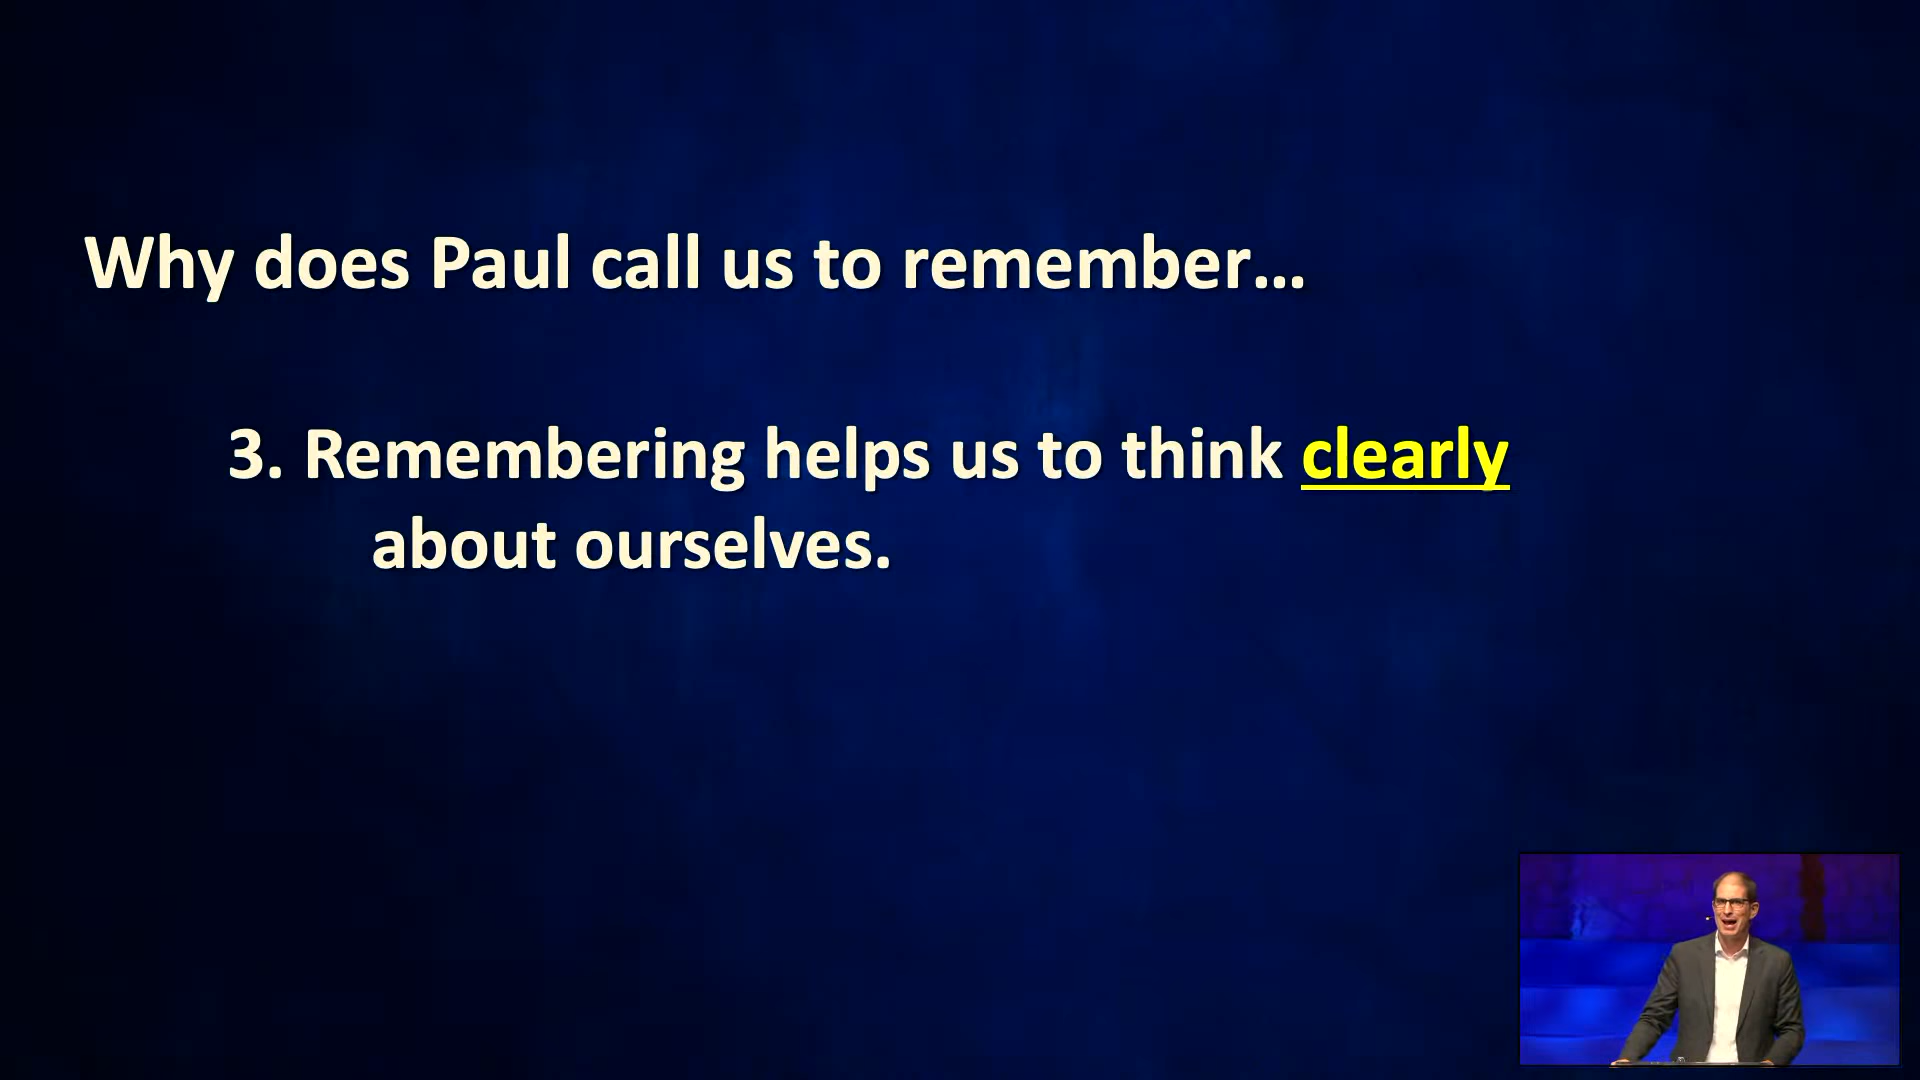 Why does Paul call us to remember…
3. Remembering helps us to think clearly
about ourselves.